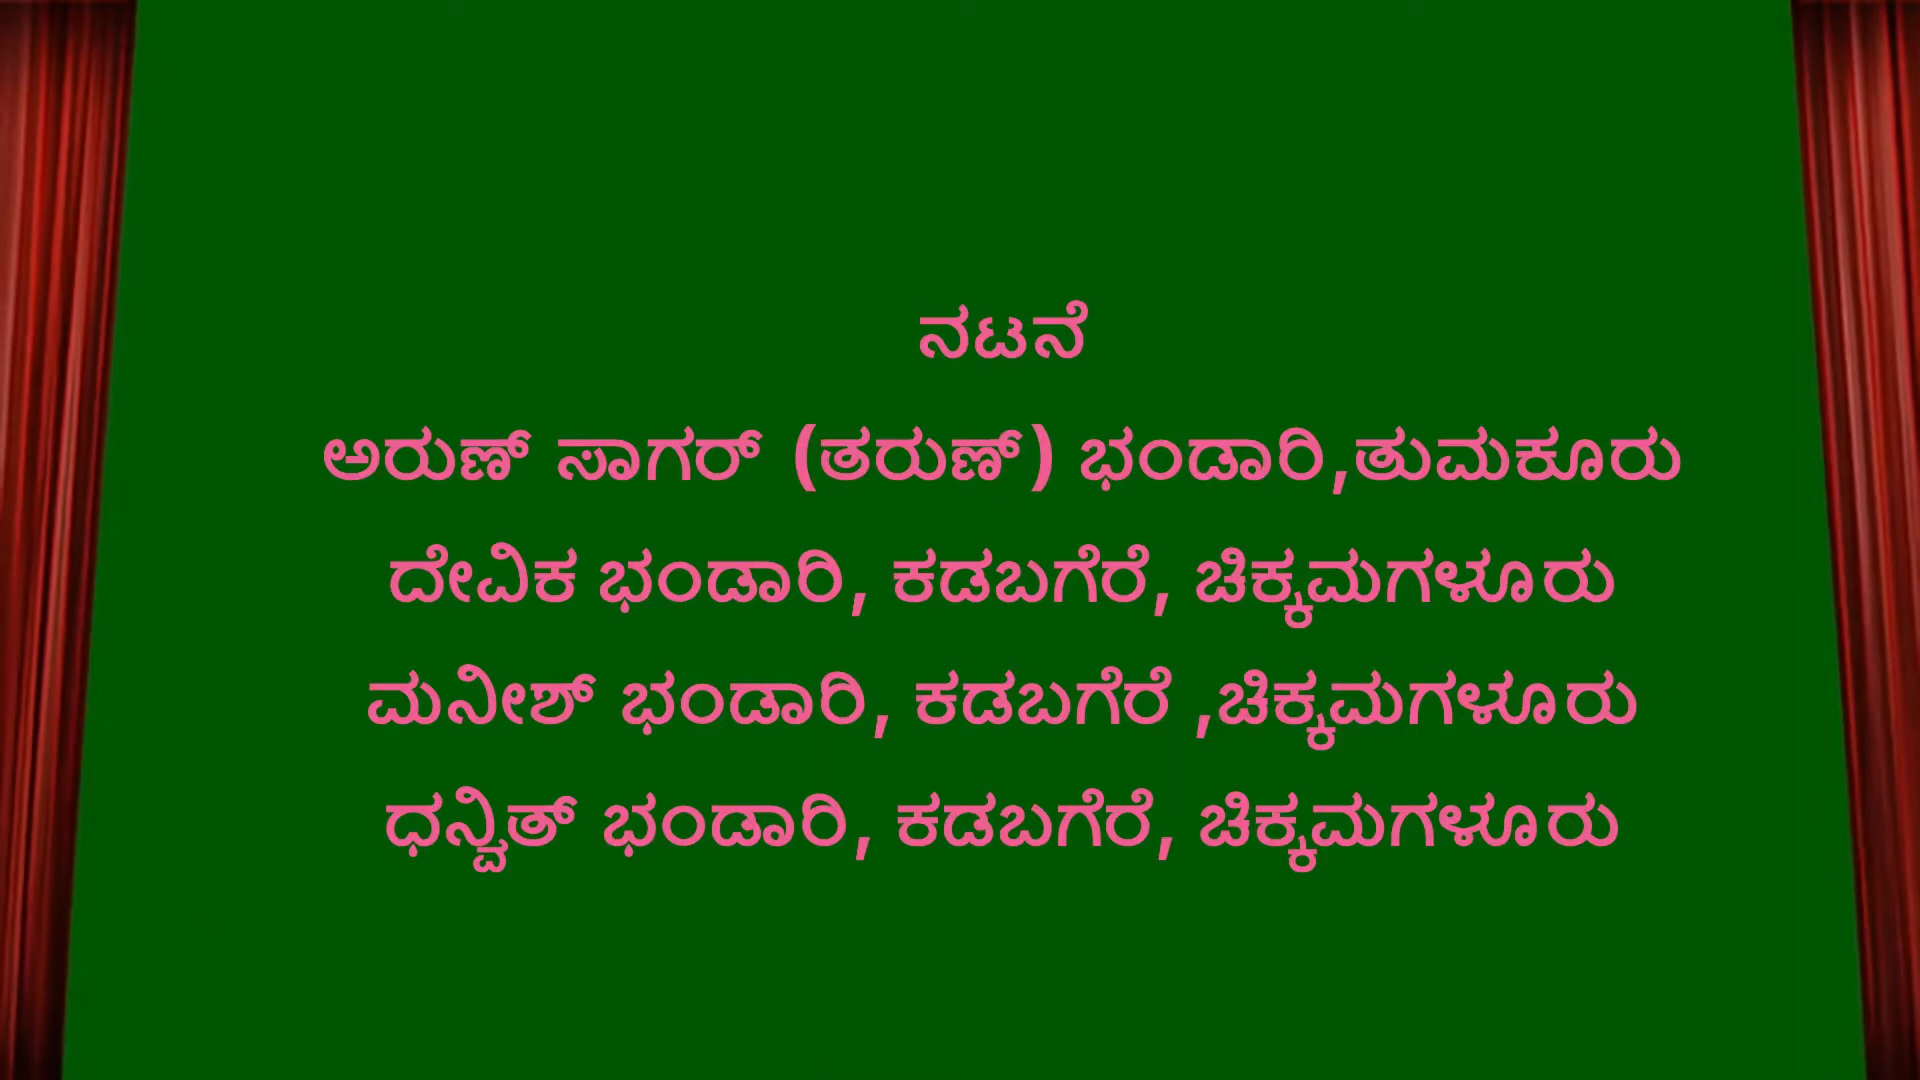 ನಟನೆ
ಅರುಣ್ ಸಾಗರ್ (ತರುಣ್) ಭಂಡಾರಿ,ತುಮಕೂರು
ದೇವಿಕ ಭಂಡಾರಿ, ಕಡಬಗೆರೆ, ಚಿಕ್ಕಮಗಳೂರು
ಮನೀಶ್ ಭಂಡಾರಿ, ಕಡಬಗೆರೆ ,ಚಿಕ್ಕಮಗಳೂರು
ಧನ್ವಿತ್ ಭಂಡಾರಿ, ಕಡಬಗೆರೆ, ಚಿಕ್ಕಮಗಳೂರು